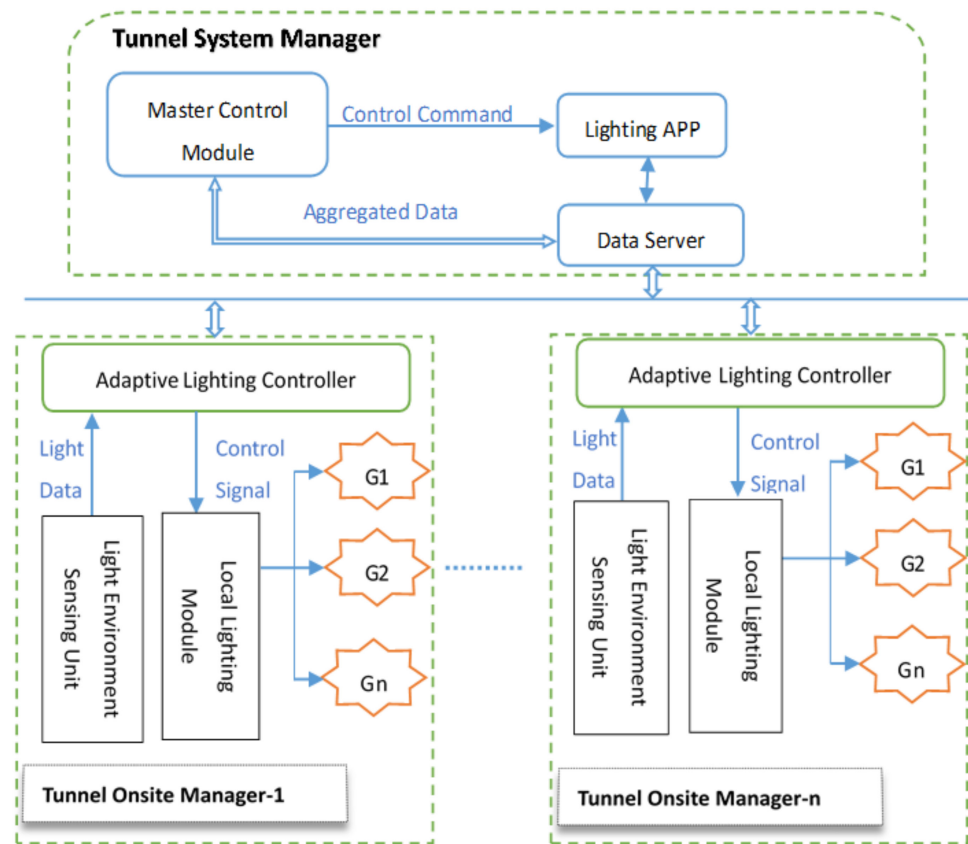 Tunnel System Manager
Master Control
Module
Control Command
Lighting APP
Aggregated Data
Data Server
Adaptive Lighting Controller
Light
Data
Control
Signal
Light Environment
Sensing Unit
Local Lighting
Module
G1
G2
Gn
Tunnel Onsite Manager-1
Adaptive Lighting Controller
Light
Data
Control
Signal
Light Environment
Sensing Unit
Local Lighting
Module
G1
G2
Gn
Tunnel Onsite Manager-n